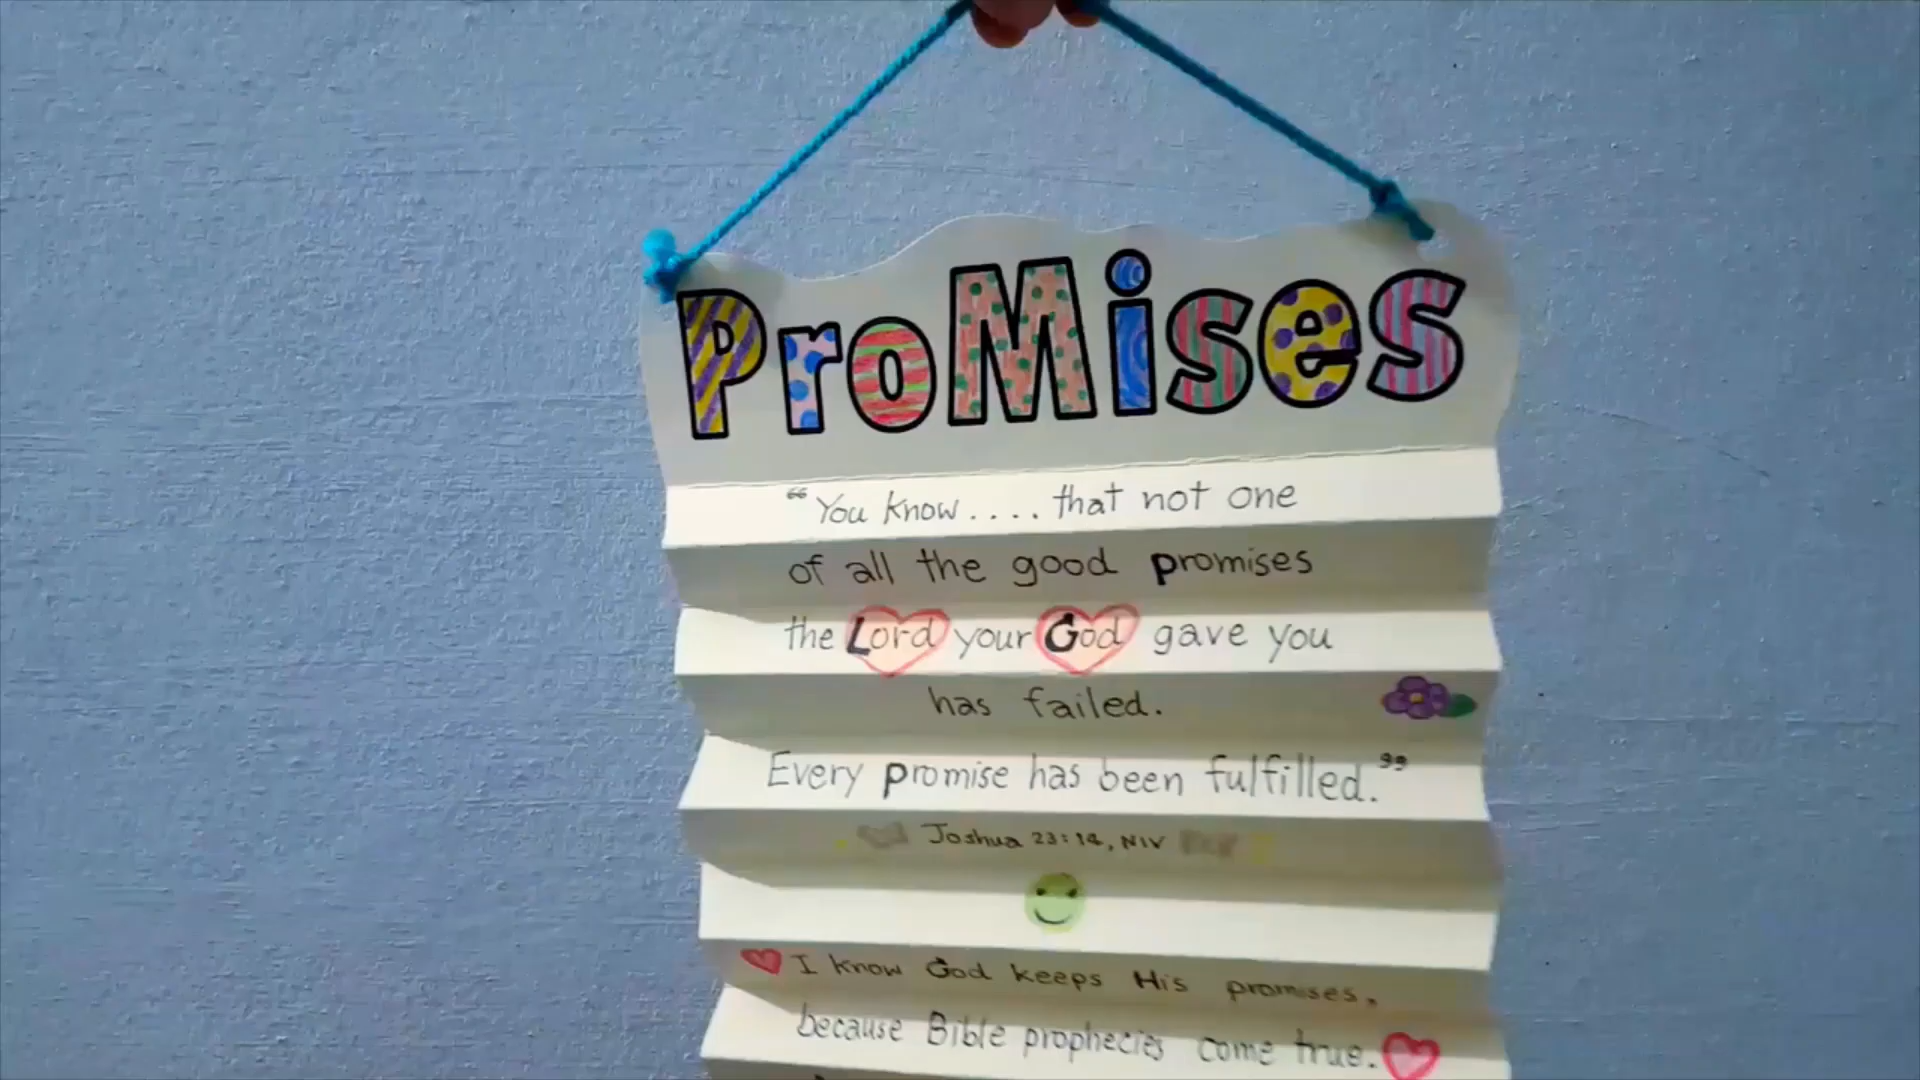 ProMises
“You know.... that not one
of all the good promises
the Lord your God gave you
has failed.
Every promise has been fulfilled.”
Joshua 23:14, NIV
I know God keeps His promises,
because Bible prophecies come true.